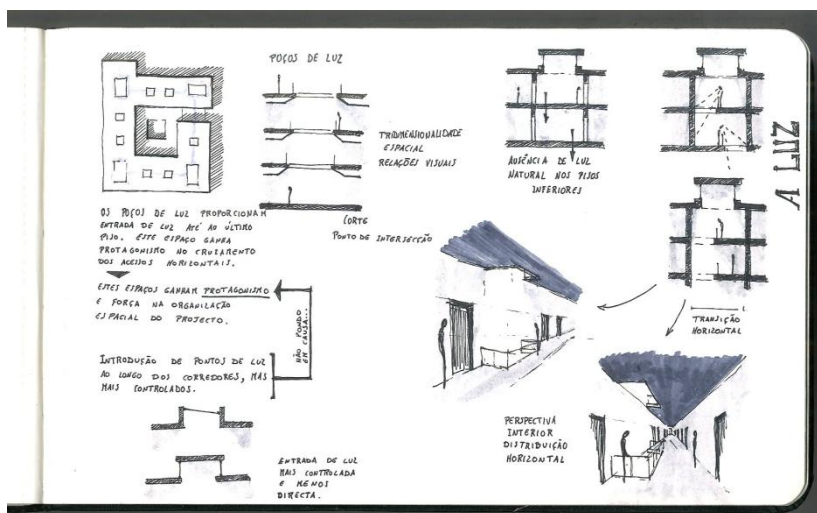 POÇOS DE LUZ
TRIDIMENSIONALIDADE
ESPACIAL
RELAÇÕES VISUAIS
CORTE
PONTO DE INTERSECÇÃO
OS POÇOS DE LUZ PROPORCIONAM
ENTRADA DE LUZ ATÉ AO ÚLTIMO
PISO. ESTE ESPAÇO GANHA
PROTAGONISMO NO CRUZAMENTO
DOS ACESSOS HORIZONTAIS.
ESTES ESPAÇOS GANHAM PROTAGONISMO
E FORÇA NA ORGANIZAÇÃO
ESPACIAL DO PROJECTO.
NÃO PONDO
EM CAUSA...
INTRODUÇÃO DE PONTOS DE LUZ
AO LONGO DOS CORREDORES, MAS
MAIS CONTROLADOS.
ENTRADA DE LUZ
MAIS CONTROLADA
E MENOS
DIRECTA.
AUSÊNCIA DE LUZ
NATURAL NOS PISOS
INFERIORES
A LUZ
TRANSIÇÃO
HORIZONTAL
PERSPECTIVA
INTERIOR
DISTRIBUIÇÃO
HORIZONTAL